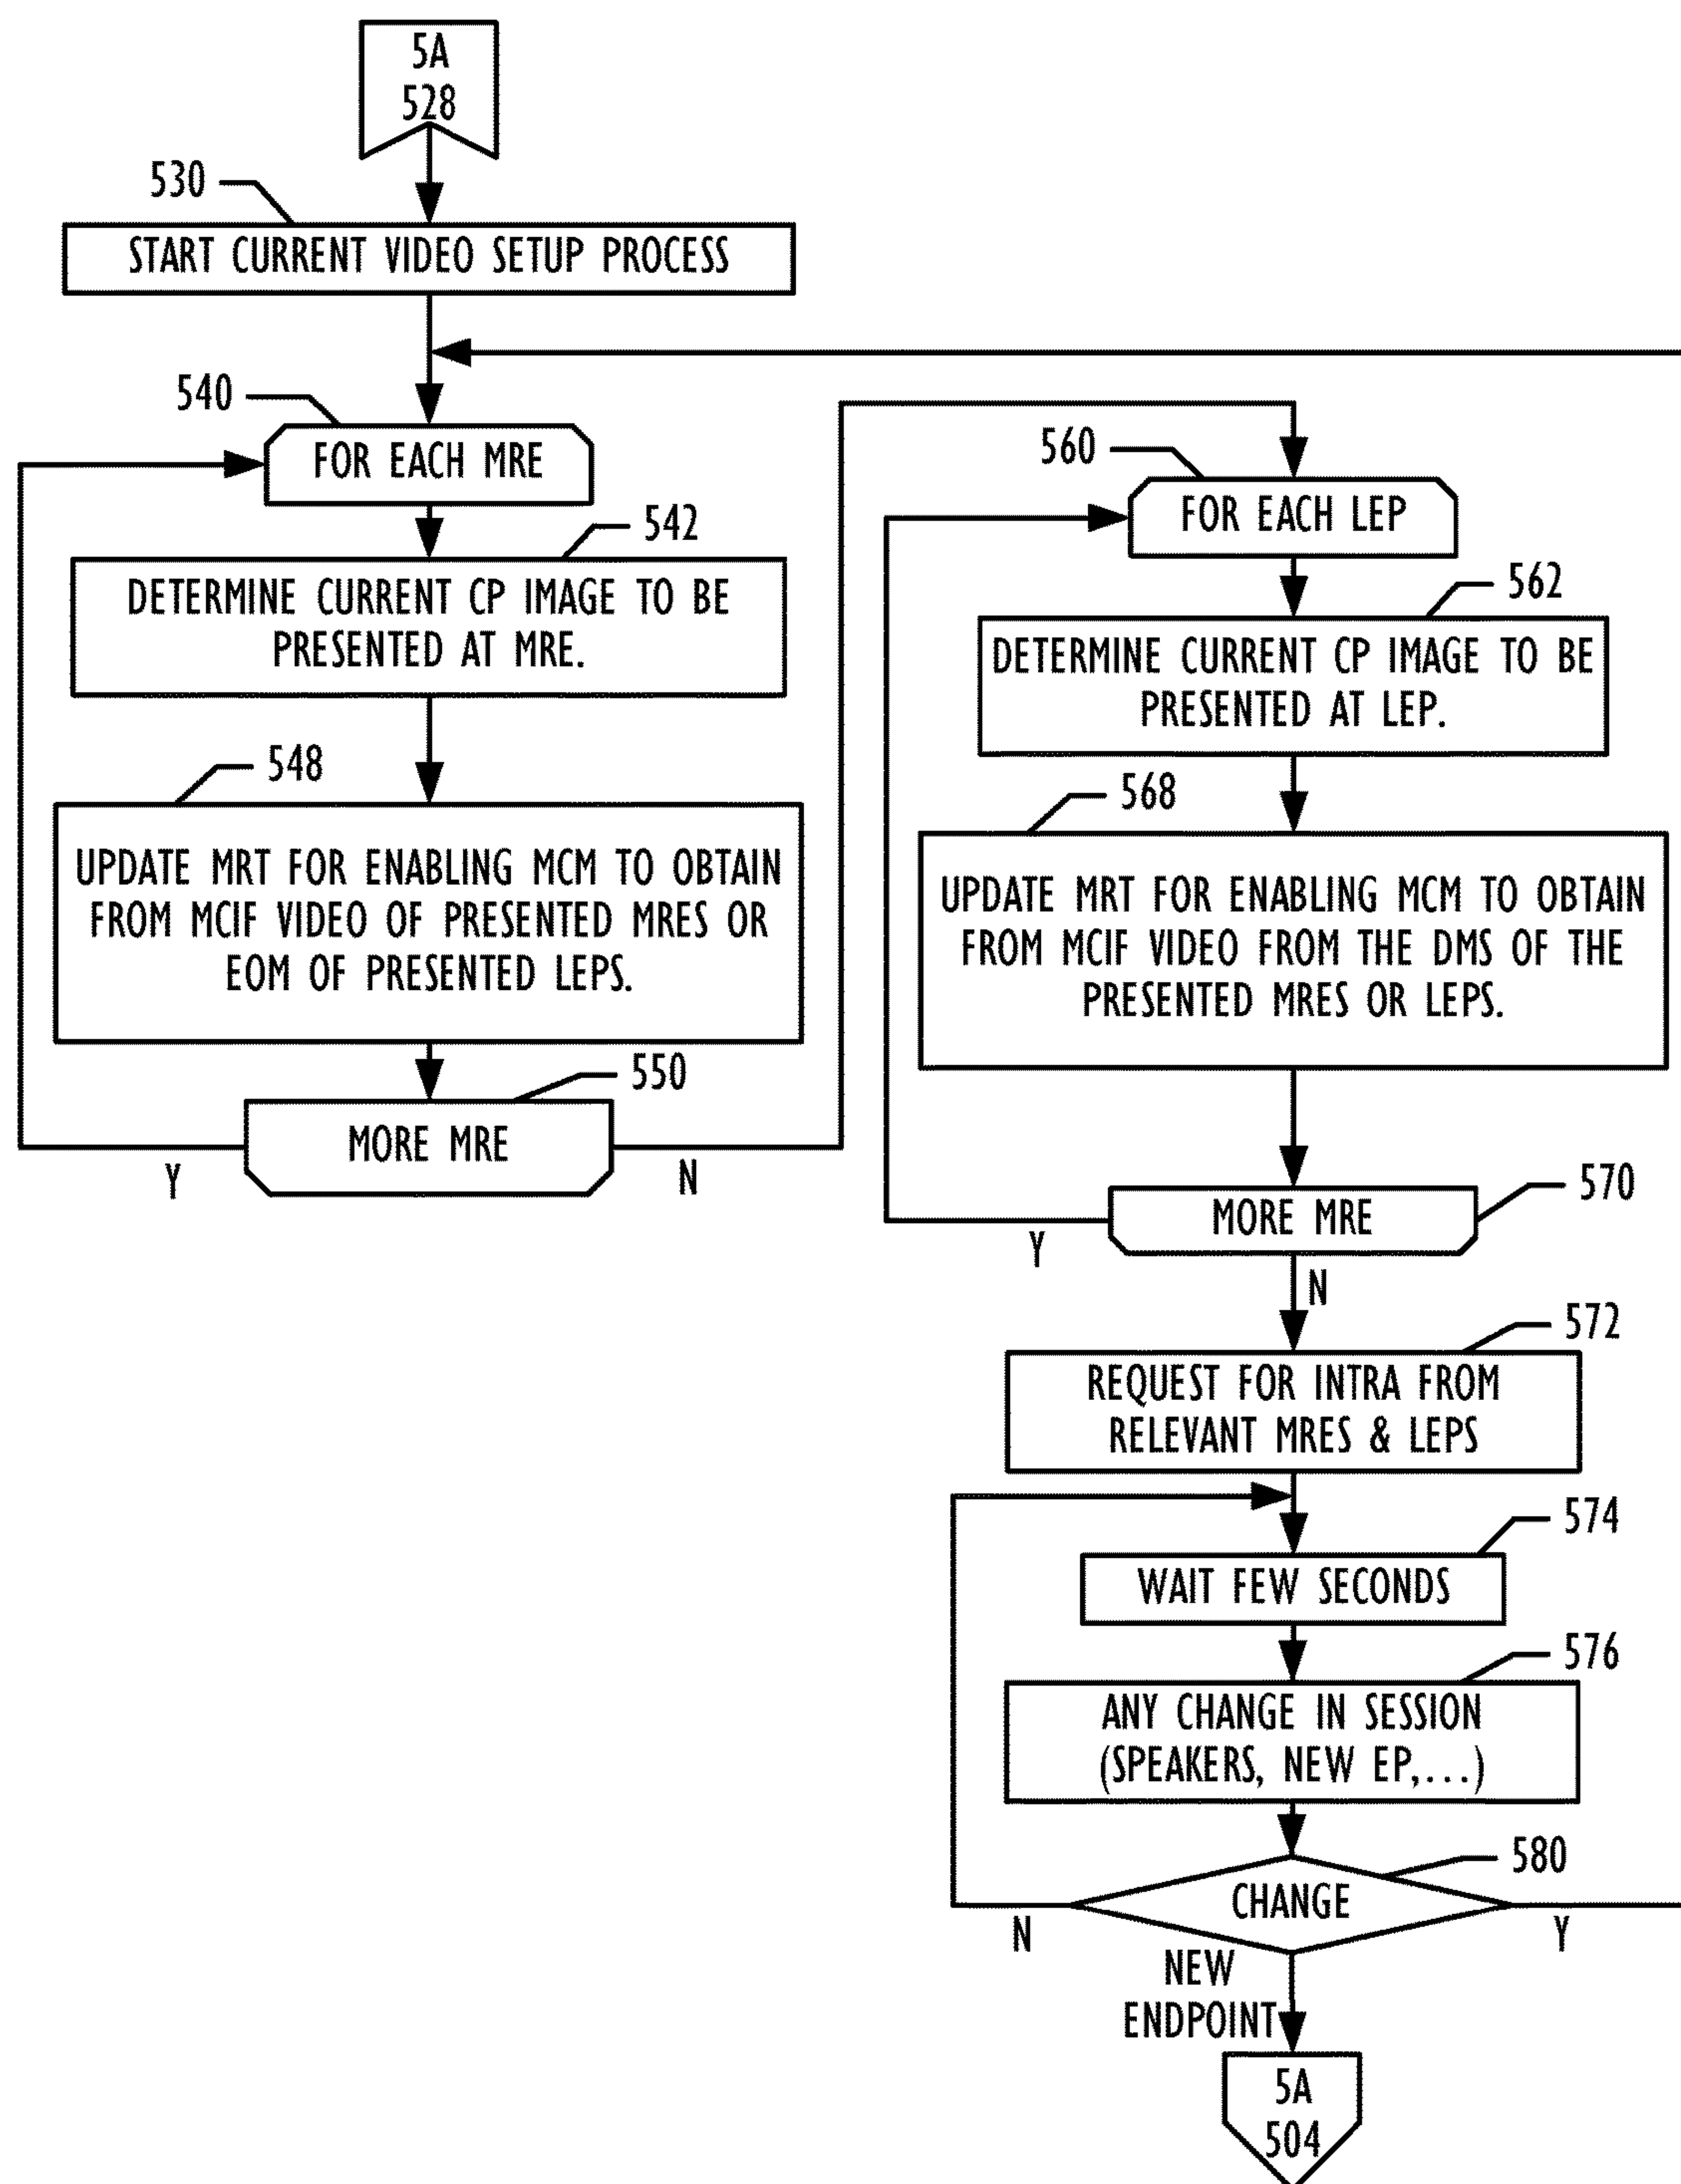 5A
528
530
START CURRENT VIDEO SETUP PROCESS
540
FOR EACH MRE
542
DETERMINE CURRENT CP IMAGE TO BE
PRESENTED AT MRE.
548
UPDATE MRT FOR ENABLING MCM TO OBTAIN
FROM MCIF VIDEO OF PRESENTED MRES OR
EOM OF PRESENTED LEPS.
550
MORE MRE
Y
N
560
FOR EACH LEP
562
DETERMINE CURRENT CP IMAGE TO BE
PRESENTED AT LEP.
568
UPDATE MRT FOR ENABLING MCM TO OBTAIN
FROM MCIF VIDEO FROM THE DMS OF THE
PRESENTED MRES OR LEPS.
570
MORE MRE
Y
N
572
REQUEST FOR INTRA FROM
RELEVANT MRES & LEPS
574
WAIT FEW SECONDS
576
ANY CHANGE IN SESSION
(SPEAKERS, NEW EP,...)
580
CHANGE
N
Y
NEW
ENDPOINT
5A
504